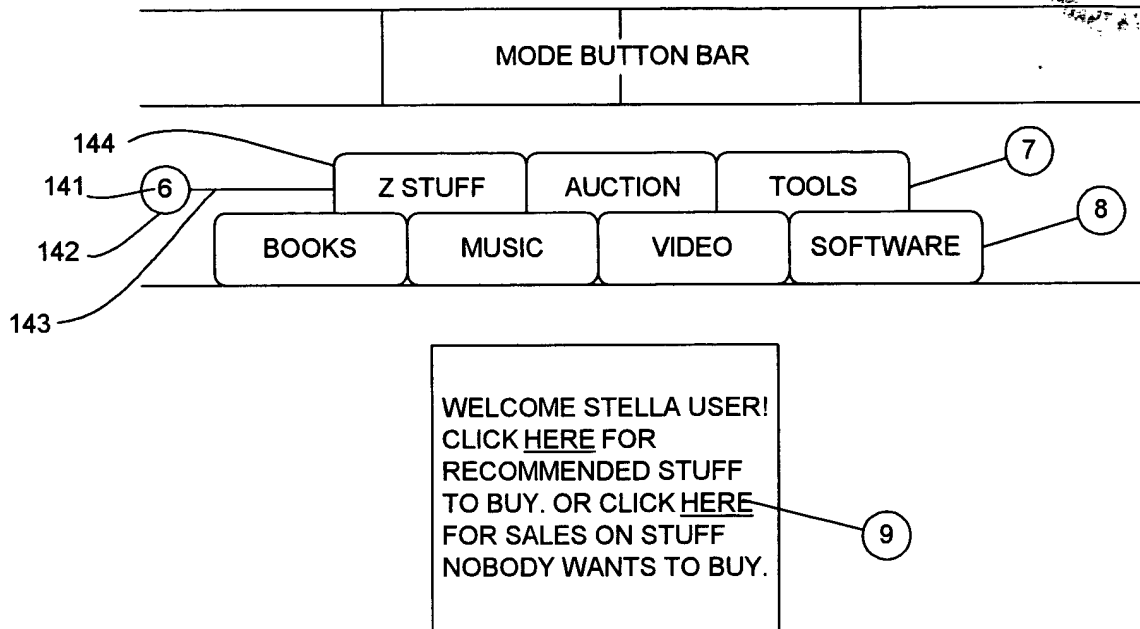 MODE BUTTON BAR
144
7
141
6
Z STUFF AUCTION TOOLS
8
142
BOOKS MUSIC VIDEO SOFTWARE
143
WELCOME STELLA USER!
CLICK HERE FOR
RECOMMENDED STUFF
TO BUY. OR CLICK HERE
FOR SALES ON STUFF
NOBODY WANTS TO BUY.
9